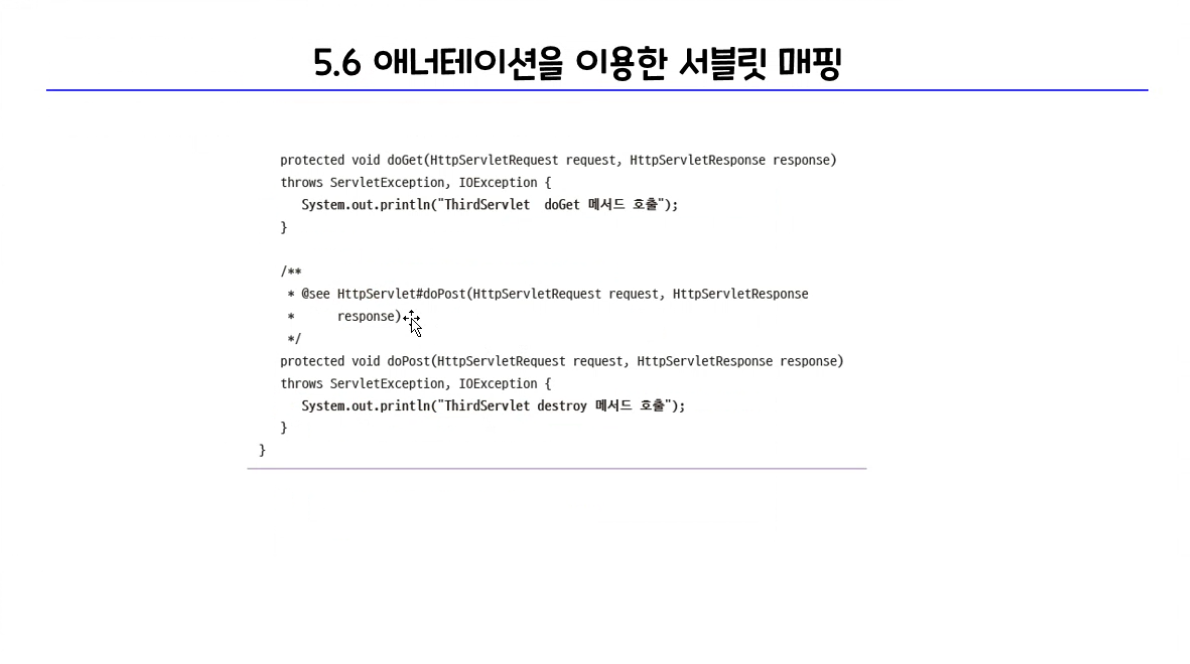 5.6 애너테이션을 이용한 서블릿 매핑
protected void doGet(HttpServletRequest request, HttpServletResponse response)
throws ServletException, IOException {
System.out.println("ThirdServlet  doGet 메서드 호출");
}
/**
* @see HttpServlet#doPost(HttpServletRequest request, HttpServletResponse
*      response)
*/
protected void doPost(HttpServletRequest request, HttpServletResponse response)
throws ServletException, IOException {
System.out.println("ThirdServlet destroy 메서드 호출");
}
}